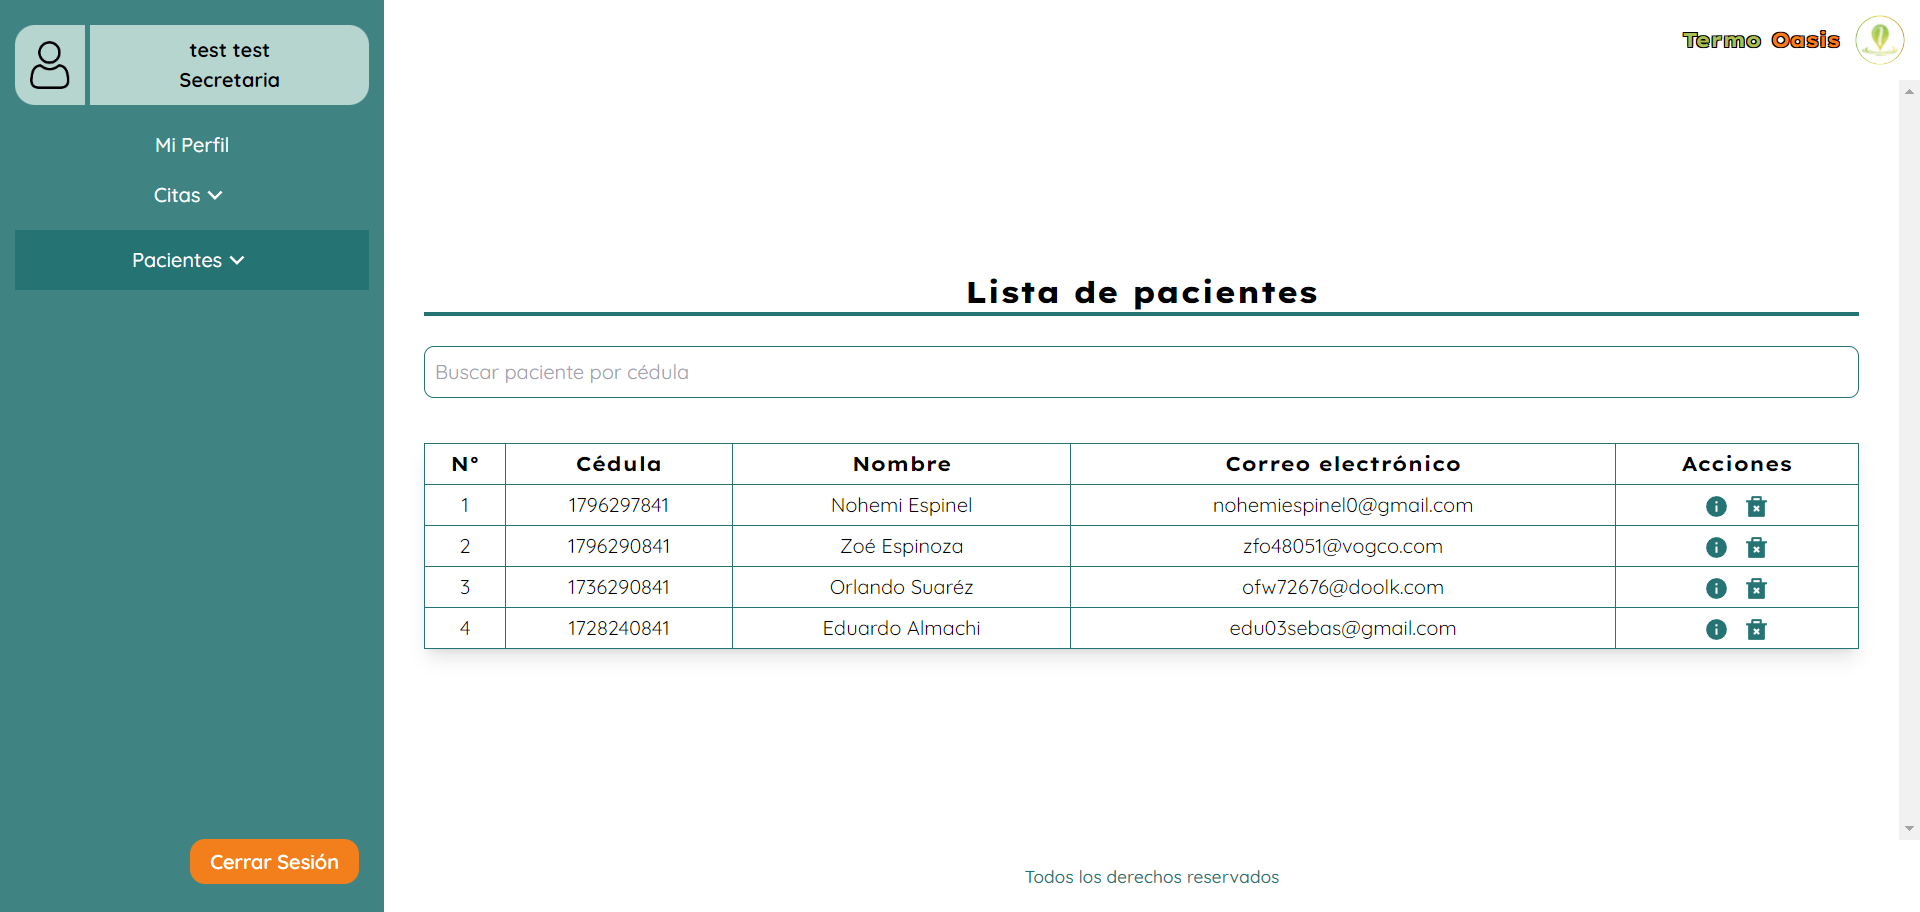 test test
Secretaria
Mi Perfil
Citas
Pacientes
Cerrar Sesión
Termo Oasis
Lista de pacientes
Buscar paciente por cédula
N° Cédula Nombre Correo electrónico Acciones
1 1796297841 Nohemi Espinel nohemiespinel0@gmail.com
2 1796290841 Zoé Espinoza zfo48051@vogco.com
3 1736290841 Orlando Suaréz ofw72676@doolk.com
4 1728240841 Eduardo Almachi edu03sebas@gmail.com
Todos los derechos reservados